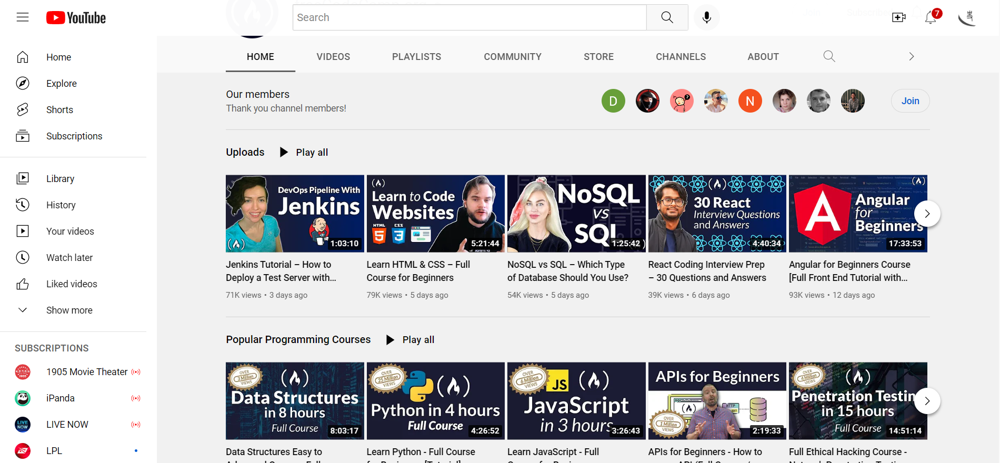 YouTube
Search
7
Home
Explore
Shorts
Subscriptions
Library
History
Your videos
Watch later
Liked videos
Show more
SUBSCRIPTIONS
1905 Movie Theater
iPanda
LIVE NOW
LIVE NOW
LPL
HOME
VIDEOS
PLAYLISTS
COMMUNITY
STORE
CHANNELS
ABOUT
Our members
Thank you channel members!
D
N
Join
Uploads
Play all
DevOps Pipeline With
Jenkins
1:03:10
Jenkins Tutorial – How to
Deploy a Test Server with...
71K views • 3 days ago
Learn to Code
Websites
HTML
5
CSS
3
5:21:44
Learn HTML & CSS – Full
Course for Beginners
79K views • 5 days ago
NoSQL
VS
SQL
1:25:42
NoSQL vs SQL – Which Type
of Database Should You Use?
54K views • 5 days ago
30 React
Interview Questions
and Answers
4:40:34
React Coding Interview Prep
– 30 Questions and Answers
39K views • 6 days ago
A
Angular
for
Beginners
17:33:53
Angular for Beginners Course
[Full Front End Tutorial with...
93K views • 12 days ago
Popular Programming Courses
Play all
OVER
3 Million
VIEWS
Data Structures
in 8 hours
Full Course
8:03:17
Data Structures Easy to
OVER
25 Million
VIEWS
Python in 4 hours
Full Course
4:26:52
Learn Python - Full Course
OVER
6 Million
VIEWS
JS
JavaScript
in 3 hours
3:26:43
Learn JavaScript - Full
APIs for Beginners
HTTP
OVER
1 Million
VIEWS
2:19:33
APIs for Beginners - How to
OVER
4 Million
VIEWS
Penetration Testin
in 15 hours
Full Course
14:51:14
Full Ethical Hacking Course -